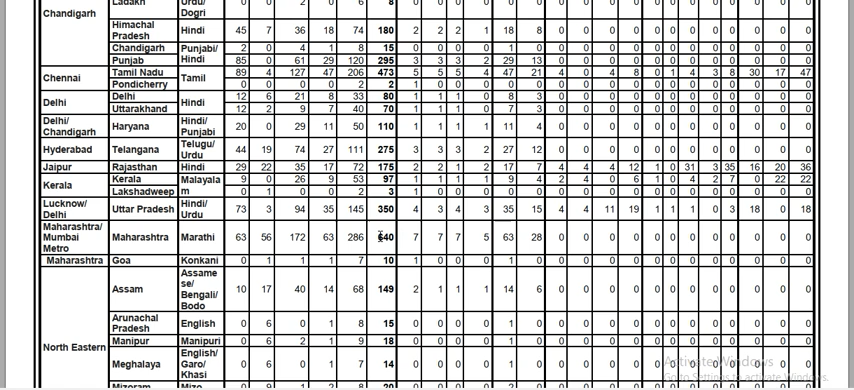 Ladakh Urdu/ Dogri 0 0 2 0 6 8
Chandigarh
Himachal Pradesh Hindi 45 7 36 18 74 180 2 2 2 1 18 8 0 0 0 0 0 0 0 0 0 0 0 0
Chandigarh Punjabi/ Hindi 2 0 4 1 8 15 0 0 0 0 1 0 0 0 0 0 0 0 0 0 0 0 0 0
Punjab 85 0 61 29 120 295 3 3 3 2 29 13 0 0 0 0 0 0 0 0 0 0 0 0
Chennai Tamil Nadu Tamil 89 4 127 47 206 473 5 5 5 4 47 21 4 0 4 8 0 1 4 3 8 30 17 47
Pondicherry 0 0 0 0 2 2 1 0 0 0 0 0 0 0 0 0 0 0 0 0 0 0 0 0
Delhi Delhi Hindi 12 6 21 8 33 80 1 1 1 0 8 3 0 0 0 0 0 0 0 0 0 0 0 0
Uttarakhand 12 2 9 7 40 70 1 1 1 0 7 3 0 0 0 0 0 0 0 0 0 0 0 0
Delhi/ Chandigarh Haryana Hindi/ Punjabi 20 0 29 11 50 110 1 1 1 1 11 4 0 0 0 0 0 0 0 0 0 0 0 0
Hyderabad Telangana Telugu/ Urdu 44 19 74 27 111 275 3 3 3 2 27 12 0 0 0 0 0 0 0 0 0 0 0 0
Jaipur Rajasthan Hindi 29 22 35 17 72 175 2 2 1 2 17 7 4 4 4 12 1 0 31 3 35 16 20 36
Kerala Kerala Malayala m 9 0 26 9 53 97 1 1 1 1 9 4 2 4 0 6 1 0 4 2 7 0 22 22
Lakshadweep 0 1 0 0 2 3 1 0 0 0 0 0 0 0 0 0 0 0 0 0 0 0 0 0
Lucknow/ Delhi Uttar Pradesh Hindi/ Urdu 73 3 94 35 145 350 4 3 4 3 35 15 4 4 11 19 1 1 1 0 3 18 0 18
Maharashtra/ Mumbai Metro Maharashtra Marathi 63 56 172 63 286 640 7 7 7 5 63 28 0 0 0 0 0 0 0 0 0 0 0 0
Maharashtra Goa Konkani 0 1 1 1 7 10 1 0 0 0 1 0 0 0 0 0 0 0 0 0 0 0 0 0
North Eastern
Assam Assame se/ Bengali/ Bodo 10 17 40 14 68 149 2 1 1 1 14 6 0 0 0 0 0 0 0 0 0 0 0 0
Arunachal Pradesh English 0 6 0 1 8 15 0 0 0 0 1 0 0 0 0 0 0 0 0 0 0 0 0 0
Manipur Manipuri 0 6 2 1 9 18 0 0 0 0 1 0 0 0 0 0 0 0 0 0 0 0 0 0
Meghalaya English/ Garo/ Khasi 0 6 0 1 7 14 0 0 0 0 1 0 0 0 0 0 0 0 0 0 0 0 0 0
Mizoram Mizo 0 9 1 2 8 20
Activate Windows
Go to Settings to activate Windows.